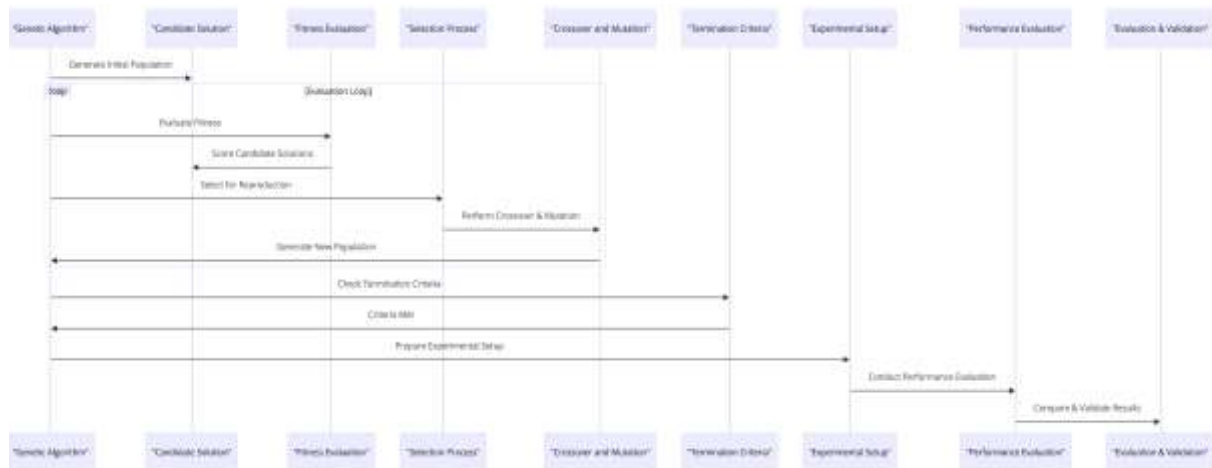 "Genetic Algorithm" "Candidate Solution" "Fitness Evaluation" "Selection Process" "Crossover and Mutation" "Termination Criteria" "Experimental Setup" "Performance Evaluation" "Evaluation & Validation"
Generate Initial Population
loop [Evaluation Loop]
Evaluate Fitness
Score Candidate Solutions
Select for Reproduction
Perform Crossover & Mutation
Generate New Population
Check Termination Criteria
Criteria Met
Prepare Experimental Setup
Conduct Performance Evaluation
Compare & Validate Results
"Genetic Algorithm" "Candidate Solution" "Fitness Evaluation" "Selection Process" "Crossover and Mutation" "Termination Criteria" "Experimental Setup" "Performance Evaluation" "Evaluation & Validation"